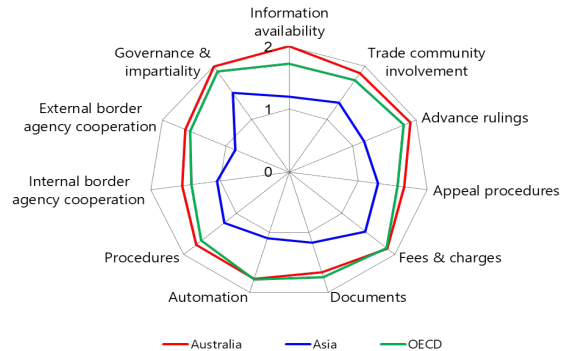 Information
availability
Trade community
involvement
Advance rulings
Appeal procedures
Fees & charges
Documents
Automation
Procedures
Internal border
agency cooperation
External border
agency cooperation
Governance &
impartiality
2
1
0
Australia
Asia
OECD